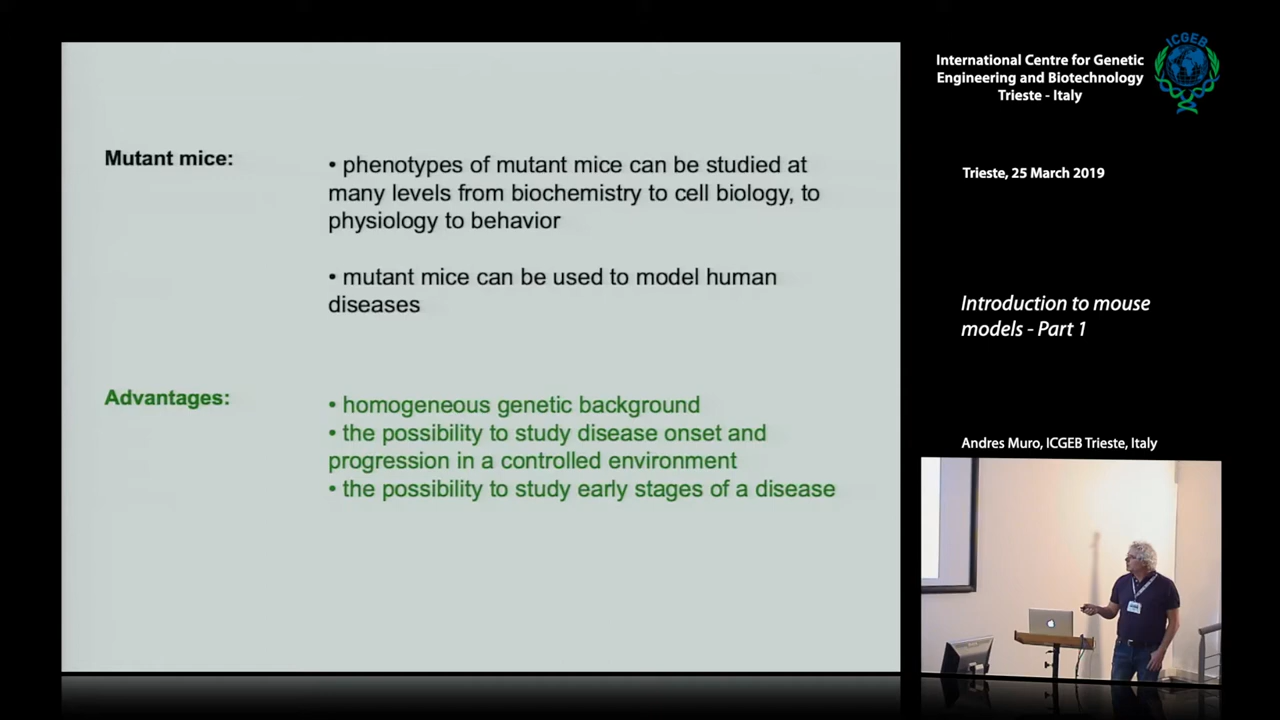 Mutant mice:
• phenotypes of mutant mice can be studied at
many levels from biochemistry to cell biology, to
physiology to behavior
• mutant mice can be used to model human
diseases
Advantages:
• homogeneous genetic background
• the possibility to study disease onset and
progression in a controlled environment
• the possibility to study early stages of a disease
International Centre for Genetic
Engineering and Biotechnology
Trieste - Italy
ICGEB
Trieste, 25 March 2019
Introduction to mouse
models - Part 1
Andres Muro, ICGEB Trieste, Italy